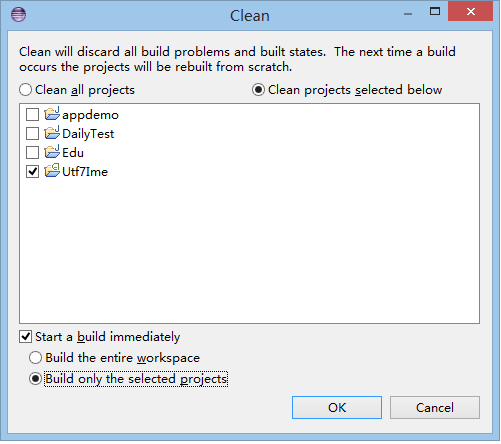 Clean
Clean will discard all build problems and built states.  The next time a build
occurs the projects will be rebuilt from scratch.
Clean all projects
Clean projects selected below
appdemo
DailyTest
Edu
Utf7Ime
Start a build immediately
Build the entire workspace
Build only the selected projects
OK
Cancel